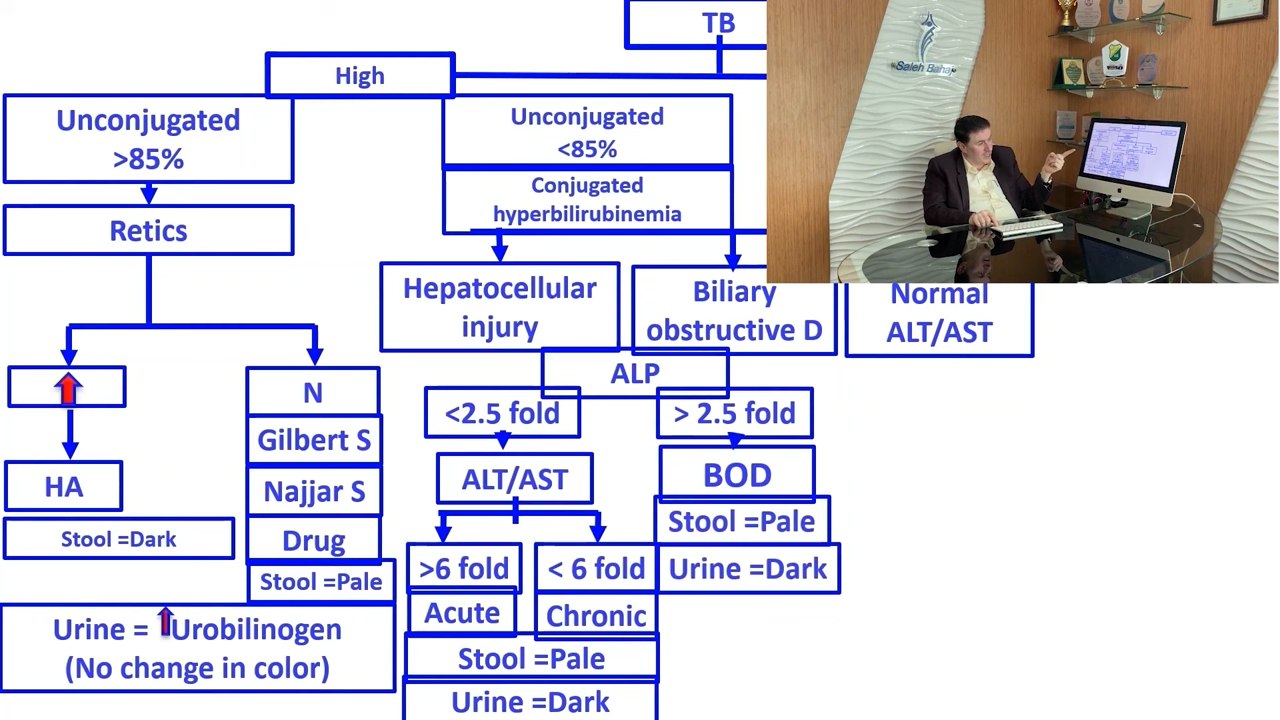 TB
High
Unconjugated
>85%
Unconjugated
<85%
Conjugated
hyperbilirubinemia
Retics
Hepatocellular
injury
Biliary
obstructive D
Normal
ALT/AST
ALP
<2.5 fold
> 2.5 fold
N
Gilbert S
Najjar S
Drug
Stool =Pale
HA
Stool =Dark
Urine = Urobilinogen
(No change in color)
ALT/AST
>6 fold
< 6 fold
Acute
Chronic
Stool =Pale
Urine =Dark
BOD
Stool =Pale
Urine =Dark
Saleh Bahaj